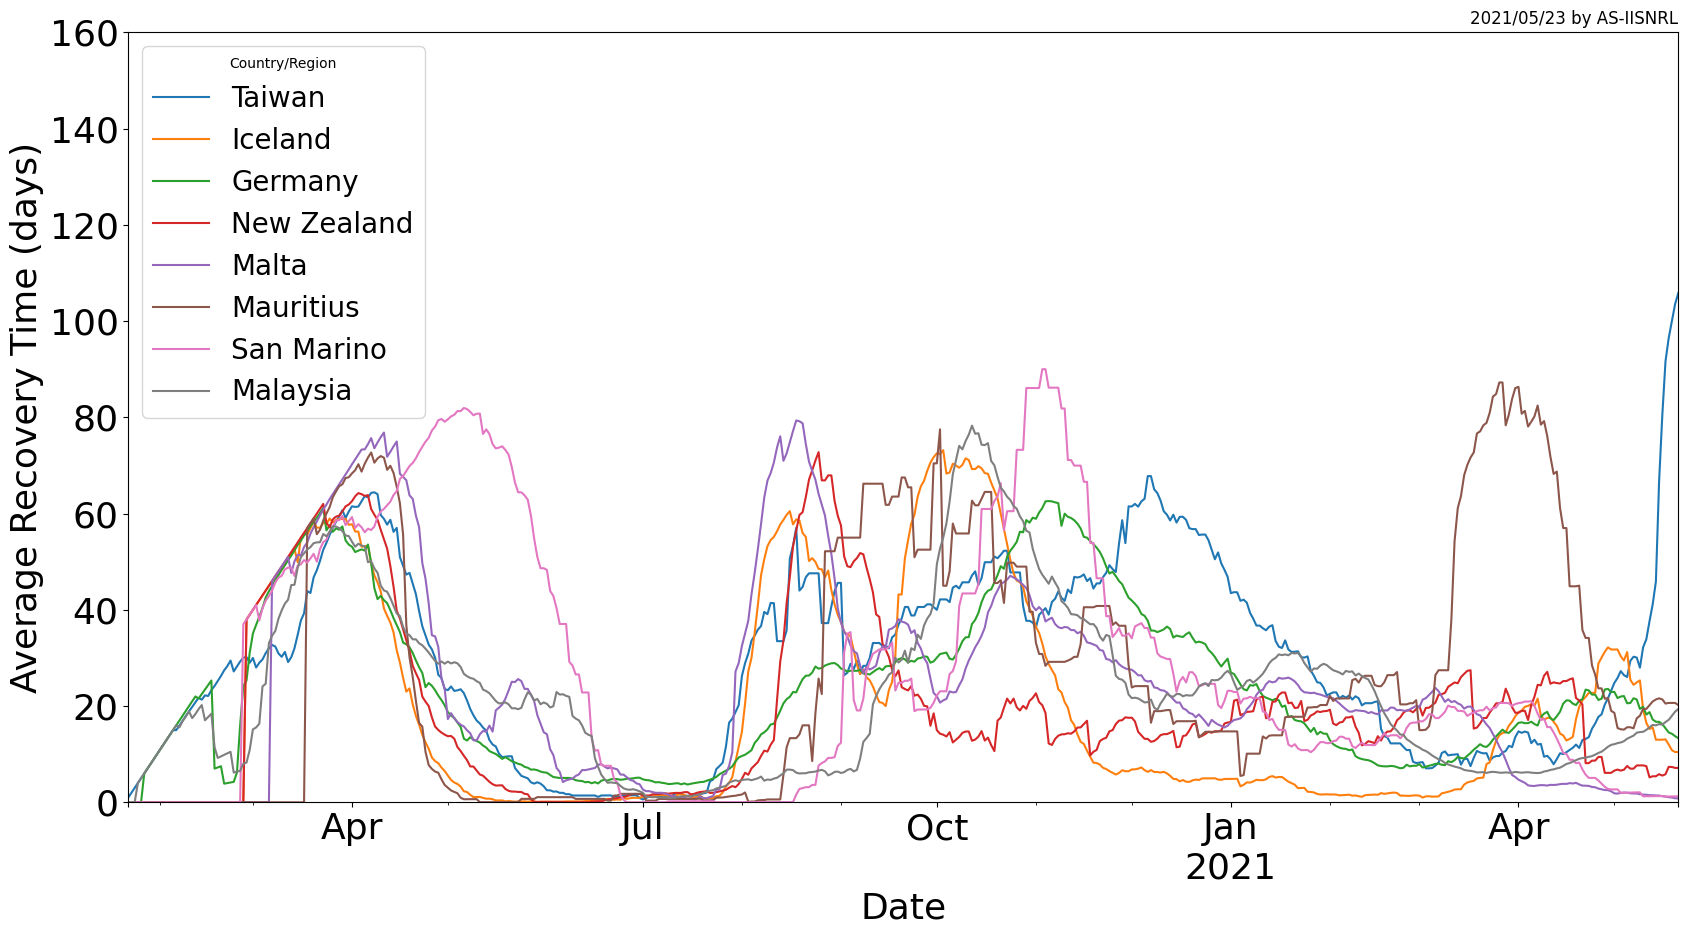 2021/05/23 by AS-IISNRL
Average Recovery Time (days)
160
140
120
100
80
60
40
20
0
Country/Region
Taiwan
Iceland
Germany
New Zealand
Malta
Mauritius
San Marino
Malaysia
Apr
Jul
Oct
Jan
2021
Apr
Date